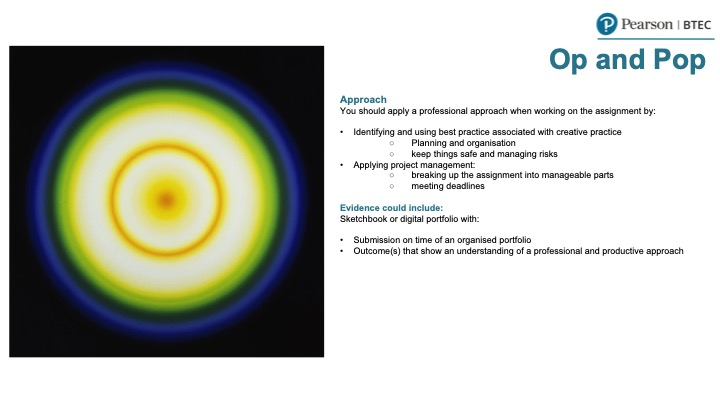 Pearson | BTEC
Op and Pop
Approach
You should apply a professional approach when working on the assignment by:
• Identifying and using best practice associated with creative practice
○ Planning and organisation
○ keep things safe and managing risks
• Applying project management:
○ breaking up the assignment into manageable parts
○ meeting deadlines
Evidence could include:
Sketchbook or digital portfolio with:
• Submission on time of an organised portfolio
• Outcome(s) that show an understanding of a professional and productive approach